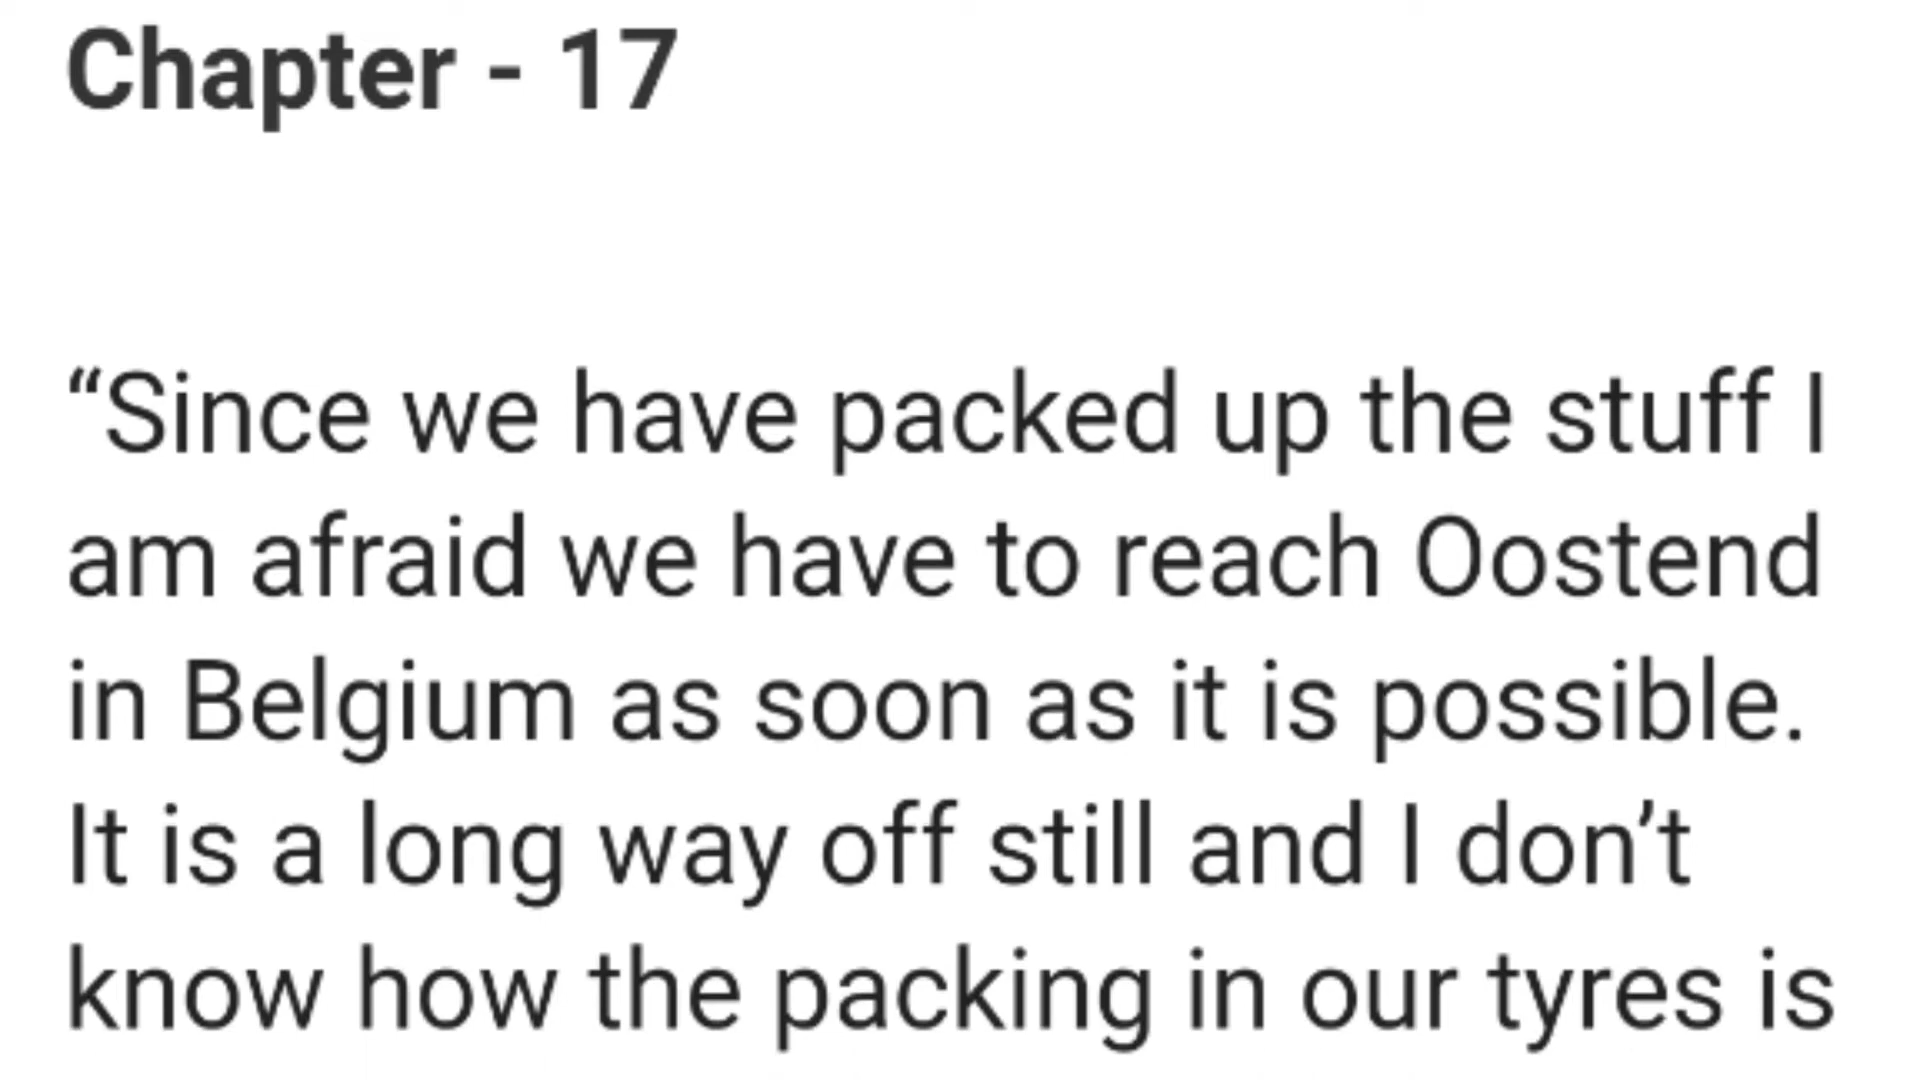 Chapter - 17
“Since we have packed up the stuff I
am afraid we have to reach Oostend
in Belgium as soon as it is possible.
It is a long way off still and I don’t
know how the packing in our tyres is